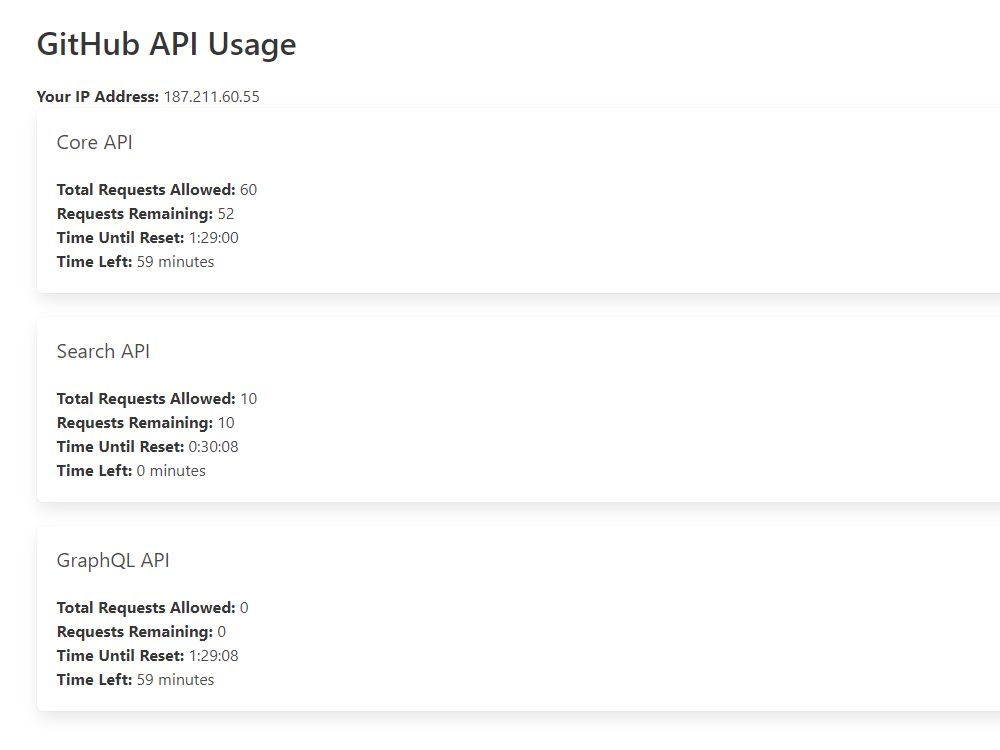 GitHub API Usage
Your IP Address: 187.211.60.55
Core API
Total Requests Allowed: 60
Requests Remaining: 52
Time Until Reset: 1:29:00
Time Left: 59 minutes
Search API
Total Requests Allowed: 10
Requests Remaining: 10
Time Until Reset: 0:30:08
Time Left: 0 minutes
GraphQL API
Total Requests Allowed: 0
Requests Remaining: 0
Time Until Reset: 1:29:08
Time Left: 59 minutes